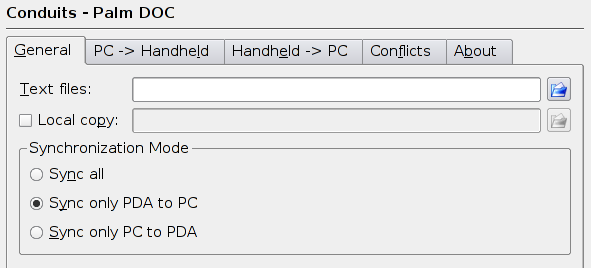 Conduits - Palm DOC
General PC -> Handheld Handheld -> PC Conflicts About
Text files:
Local copy:
Synchronization Mode
Sync all
Sync only PDA to PC
Sync only PC to PDA